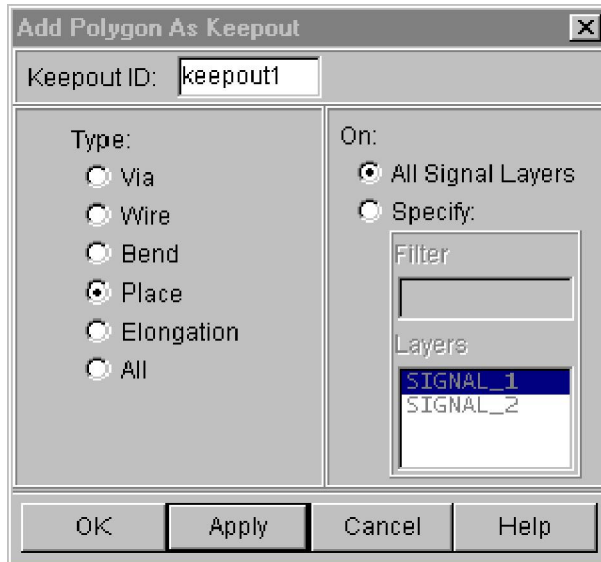 Add Polygon As Keepout
Keepout ID: keepout1
Type:
Via
Wire
Bend
Place
Elongation
All
On:
All Signal Layers
Specify:
Filter
Layers
SIGNAL_1
SIGNAL_2
OK Apply Cancel Help